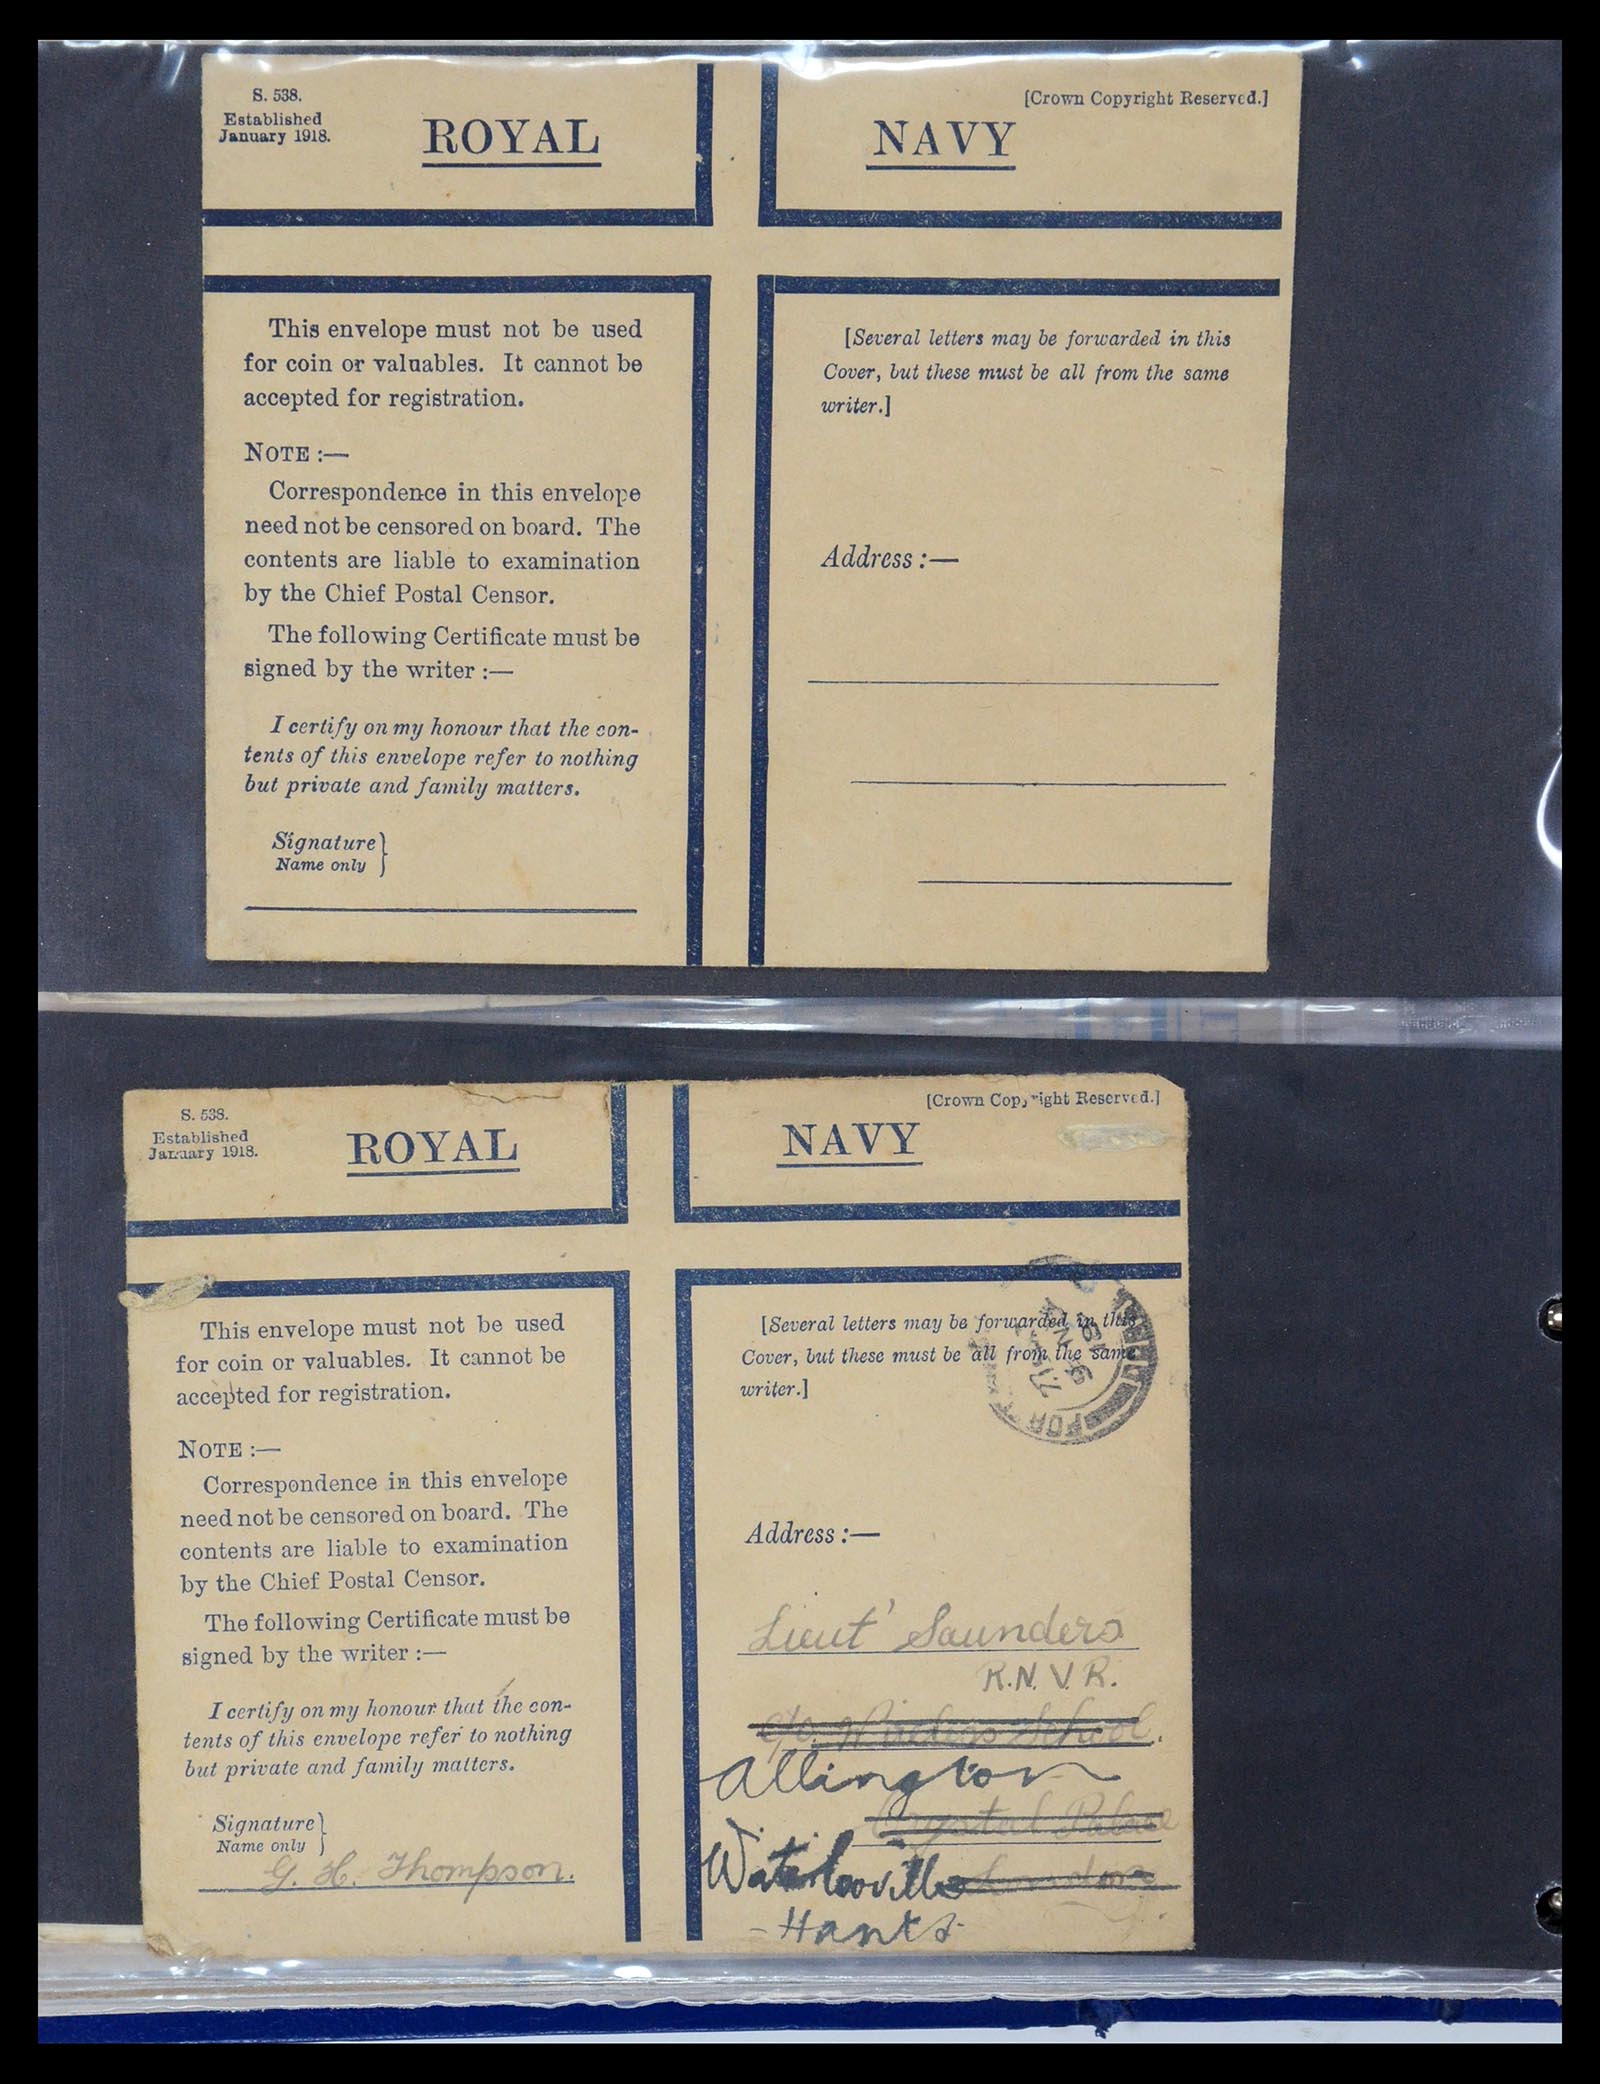 S. 538.
Established
January 1918.
ROYAL
NAVY
[Crown Copyright Reserved.]
This envelope must not be used
for coin or valuables. It cannot be
accepted for registration.
NOTE :—
Correspondence in this envelope
need not be censored on board. The
contents are liable to examination
by the Chief Postal Censor.
The following Certificate must be
signed by the writer :—
I certify on my honour that the con-
tents of this envelope refer to nothing
but private and family matters.
Signature
Name only
[Several letters may be forwarded in this
Cover, but these must be all from the same
writer.]
Address :—
S. 538.
Established
January 1918.
ROYAL
NAVY
[Crown Copyright Reserved.]
This envelope must not be used
for coin or valuables. It cannot be
accepted for registration.
NOTE :—
Correspondence in this envelope
need not be censored on board. The
contents are liable to examination
by the Chief Postal Censor.
The following Certificate must be
signed by the writer :—
I certify on my honour that the con-
tents of this envelope refer to nothing
but private and family matters.
Signature
Name only
G. H. Thompson.
[Several letters may be forwarded in this
Cover, but these must be all from the same
writer.]
Address :—
Lieut' Saunders
R.N.V.R.
c/o. Wireless School.
Allington
Crystal Palace
Waterlooville London
- Hants -